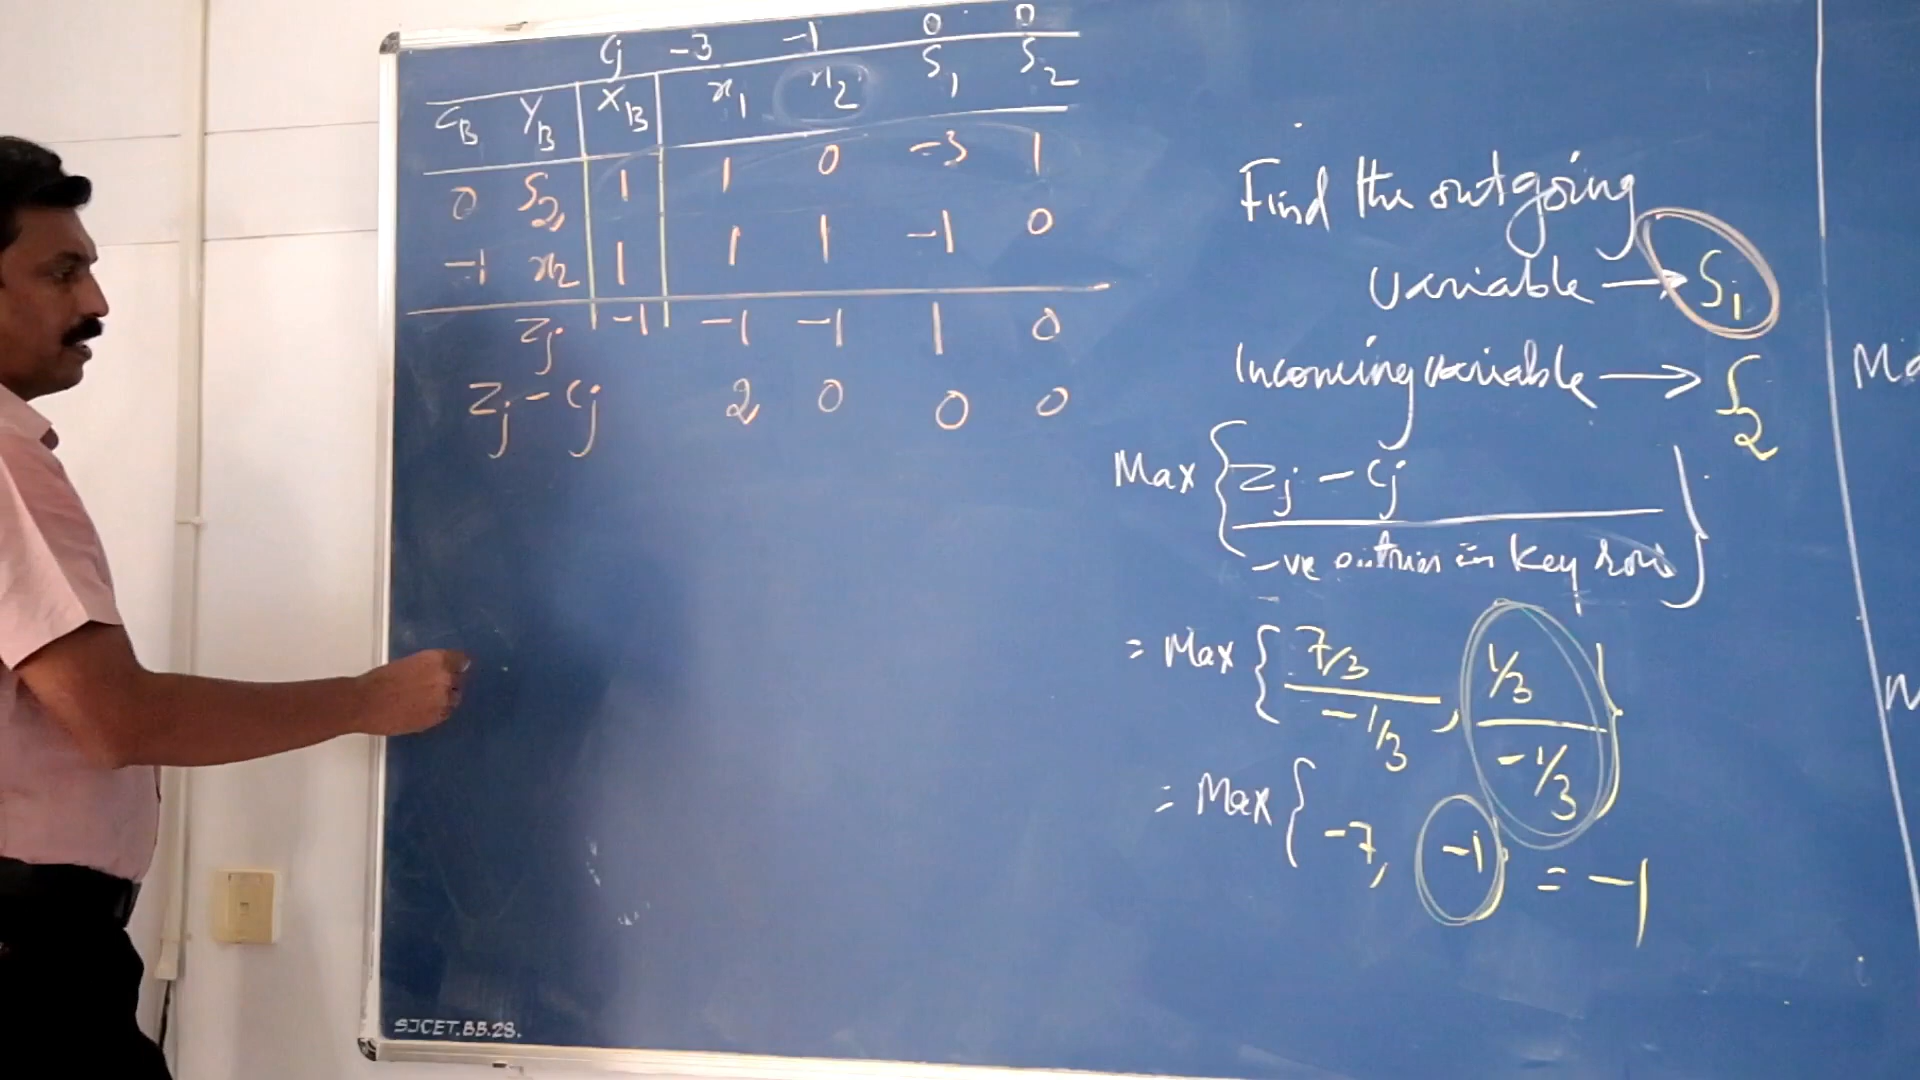 Cj -3 -1 0 0
CB YB XB x1 x2 S1 S2
0 S2 1 1 0 -3 1
-1 x2 1 1 1 -1 0
Zj -1 -1 -1 1 0
Zj - Cj 2 0 0 0
Find the outgoing
variable → S1
Incoming variable → S2
Max { Zj - Cj
-ve entries in key row }
= Max { 7/3 / -1/3 , 1/3 / -1/3 }
= Max { -7, -1 } = -1
SJCET.BB.28.